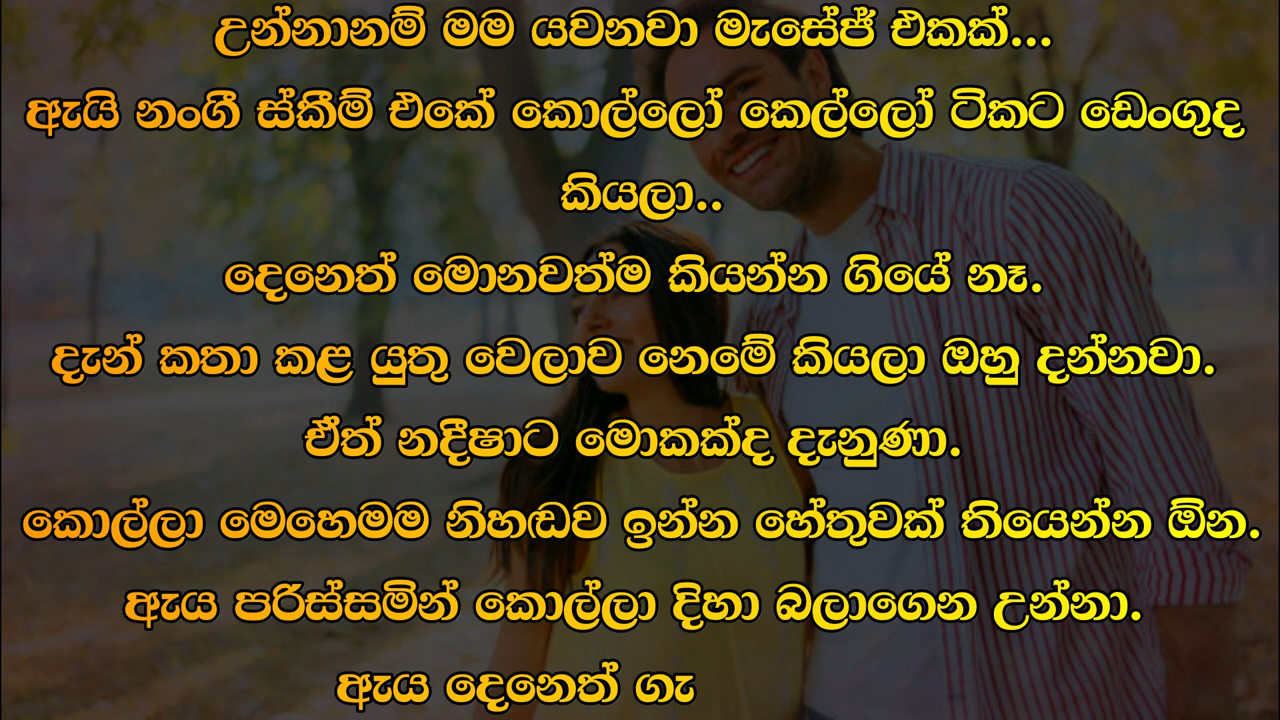 උන්නානම් මම යවනවා මැසේජ් එකක්...
ඇයි නංගී ස්කීම් එකේ කොල්ලෝ කෙල්ලෝ ටිකට ඩෙංගුද
කියලා..
දෙනෙත් මොනවත්ම කියන්න ගියේ නෑ.
දැන් කතා කළ යුතු වෙලාව නෙමේ කියලා ඔහු දන්නවා.
ඒත් නදීෂාට මොකක්ද දැනුණා.
කොල්ලා මෙහෙමම නිහඬව ඉන්න හේතුවක් තියෙන්න ඕන.
ඇය පරිස්සමින් කොල්ලා දිහා බලාගෙන උන්නා.
ඇය දෙනෙත් ගැ